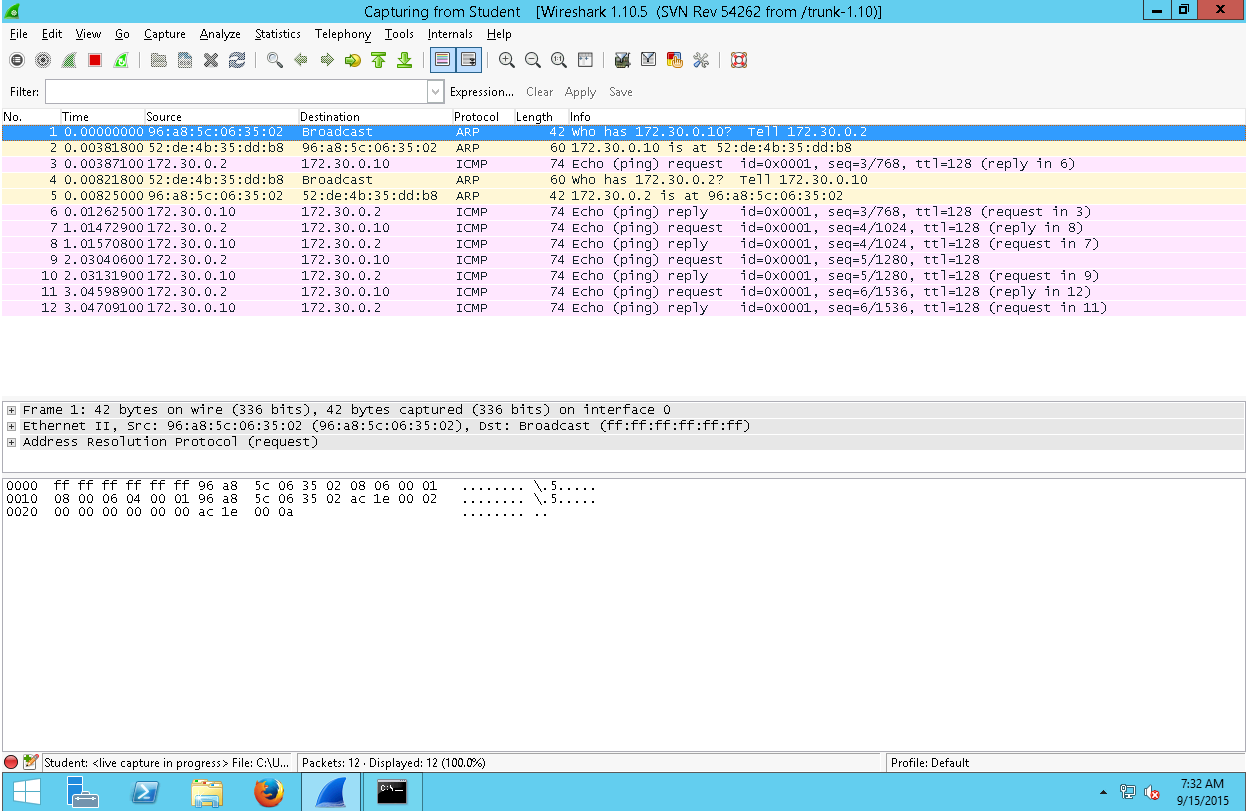 Capturing from Student [Wireshark 1.10.5 (SVN Rev 54262 from /trunk-1.10)]
File Edit View Go Capture Analyze Statistics Telephony Tools Internals Help
Filter: Expression... Clear Apply Save
No. Time Source Destination Protocol Length Info
1 0.00000000 96:a8:5c:06:35:02 Broadcast ARP 42 Who has 172.30.0.10? Tell 172.30.0.2
2 0.00381800 52:de:4b:35:dd:b8 96:a8:5c:06:35:02 ARP 60 172.30.0.10 is at 52:de:4b:35:dd:b8
3 0.00387100 172.30.0.2 172.30.0.10 ICMP 74 Echo (ping) request id=0x0001, seq=3/768, ttl=128 (reply in 6)
4 0.00821800 52:de:4b:35:dd:b8 Broadcast ARP 60 Who has 172.30.0.2? Tell 172.30.0.10
5 0.00825000 96:a8:5c:06:35:02 52:de:4b:35:dd:b8 ARP 42 172.30.0.2 is at 96:a8:5c:06:35:02
6 0.01262500 172.30.0.10 172.30.0.2 ICMP 74 Echo (ping) reply id=0x0001, seq=3/768, ttl=128 (request in 3)
7 1.01472900 172.30.0.2 172.30.0.10 ICMP 74 Echo (ping) request id=0x0001, seq=4/1024, ttl=128 (reply in 8)
8 1.01570800 172.30.0.10 172.30.0.2 ICMP 74 Echo (ping) reply id=0x0001, seq=4/1024, ttl=128 (request in 7)
9 2.03040600 172.30.0.2 172.30.0.10 ICMP 74 Echo (ping) request id=0x0001, seq=5/1280, ttl=128
10 2.03131900 172.30.0.10 172.30.0.2 ICMP 74 Echo (ping) reply id=0x0001, seq=5/1280, ttl=128 (request in 9)
11 3.04598900 172.30.0.2 172.30.0.10 ICMP 74 Echo (ping) request id=0x0001, seq=6/1536, ttl=128 (reply in 12)
12 3.04709100 172.30.0.10 172.30.0.2 ICMP 74 Echo (ping) reply id=0x0001, seq=6/1536, ttl=128 (request in 11)
Frame 1: 42 bytes on wire (336 bits), 42 bytes captured (336 bits) on interface 0
Ethernet II, Src: 96:a8:5c:06:35:02 (96:a8:5c:06:35:02), Dst: Broadcast (ff:ff:ff:ff:ff:ff)
Address Resolution Protocol (request)
0000 ff ff ff ff ff ff 96 a8 5c 06 35 02 08 06 00 01 ........ \.5.....
0010 08 00 06 04 00 01 96 a8 5c 06 35 02 ac 1e 00 02 ........ \.5.....
0020 00 00 00 00 00 00 ac 1e 00 0a ........ ..
Student: <live capture in progress> File: C:\U... Packets: 12 · Displayed: 12 (100.0%) Profile: Default
C:\
7:32 AM
9/15/2015